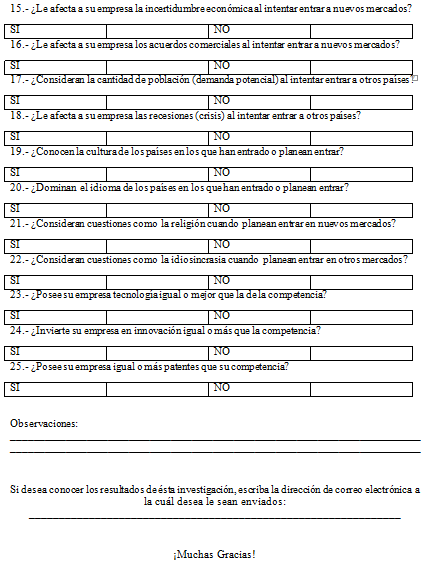 15.- ¿Le afecta a su empresa la incertidumbre económica al intentar entrar a nuevos mercados?
SI NO
16.- ¿Le afecta a su empresa los acuerdos comerciales al intentar entrar a nuevos mercados?
SI NO
17.- ¿Consideran la cantidad de población (demanda potencial) al intentar entrar a otros países
SI NO
18.- ¿Le afecta a su empresa las recesiones (crisis) al intentar entrar a otros países?
SI NO
19.- ¿Conocen la cultura de los países en los que han entrado o planean entrar?
SI NO
20.- ¿Dominan el idioma de los países en los que han entrado o planean entrar?
SI NO
21.- ¿Consideran cuestiones como la religión cuando planean entrar en nuevos mercados?
SI NO
22.- ¿Consideran cuestiones como la idiosincrasia cuando planean entrar en otros mercados?
SI NO
23.- ¿Posee su empresa tecnología igual o mejor que la de la competencia?
SI NO
24.- ¿Invierte su empresa en innovación igual o más que la competencia?
SI NO
25.- ¿Posee su empresa igual o más patentes que su competencia?
SI NO
Observaciones:
Si desea conocer los resultados de ésta investigación, escriba la dirección de correo electrónica a
la cuál desea le sean enviados:
¡Muchas Gracias!